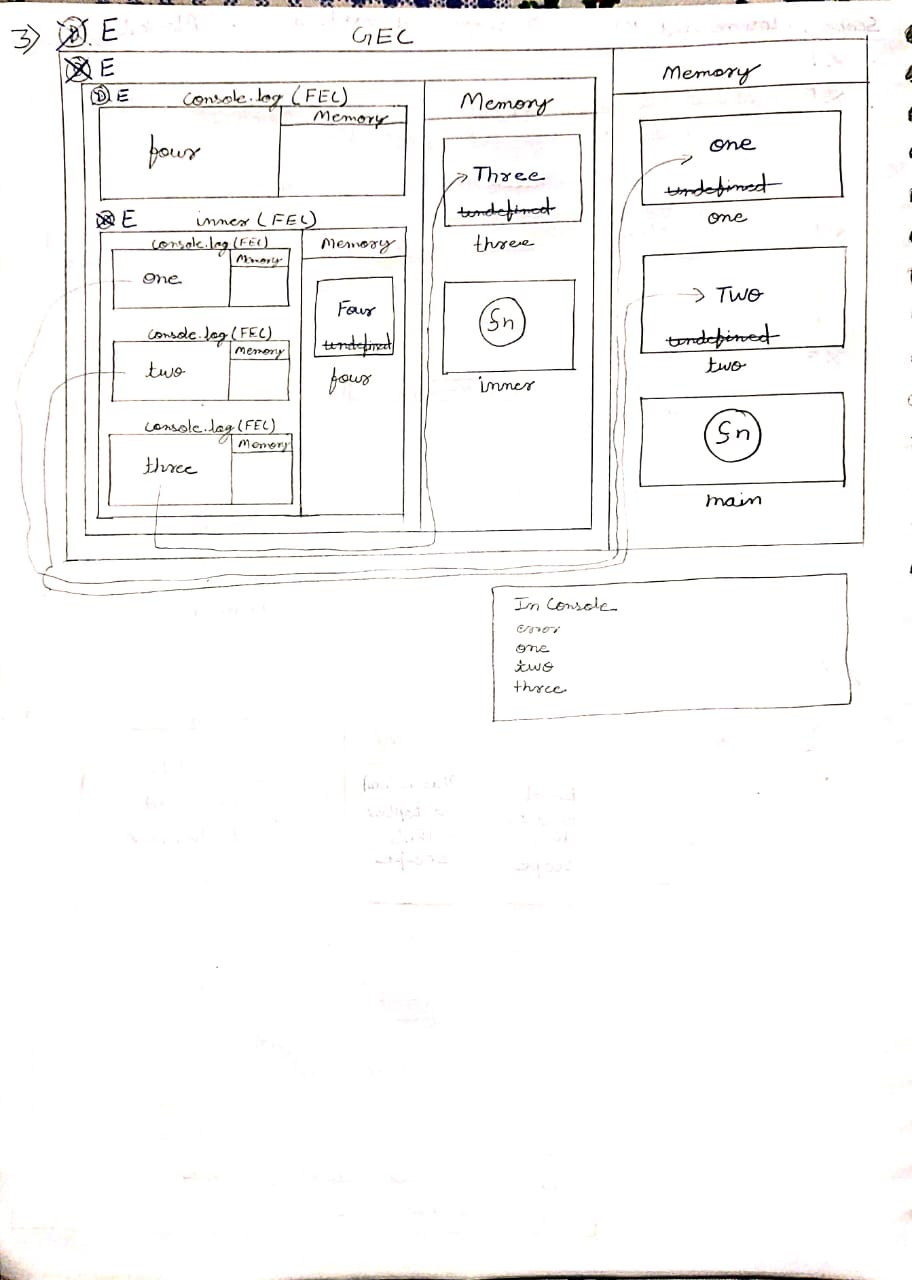 3) D. E GEC
D E
Memory
D E console.log (FEC)
Memory
four
Memory
Three
undefined
three
fn
inner
D E inner (FEC)
console.log (FEC)
Memory
one
console.log (FEC)
Memory
two
console.log (FEC)
Memory
three
Memory
Four
undefined
four
one
undefined
one
Two
undefined
two
fn
main
In Console
error
one
two
three